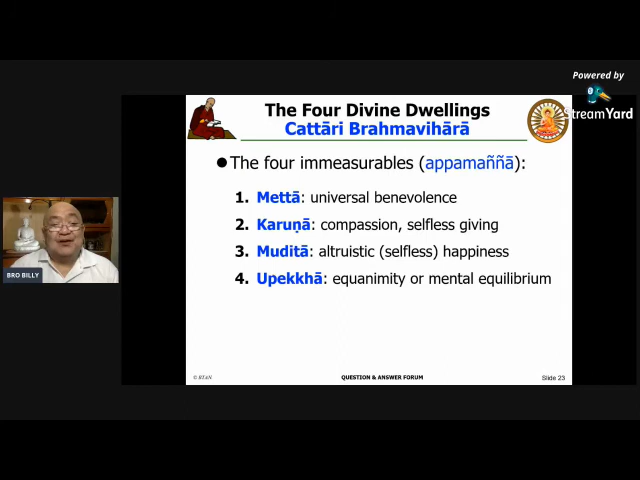 Powered by
StreamYard
The Four Divine Dwellings
Cattāri Brahmavihārā
●The four immeasurables (appamaññā):
1. Mettā: universal benevolence
2. Karuṇā: compassion, selfless giving
3. Muditā: altruistic (selfless) happiness
4. Upekkhā: equanimity or mental equilibrium
BRO BILLY
© BTAN
QUESTION & ANSWER FORUM
Slide 23